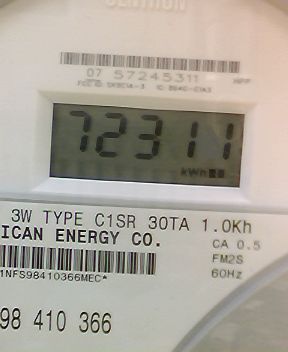 CENTRON
07 57245311
72311
kWh
3W TYPE C1SR 30TA 1.0Kh
ICAN ENERGY CO.
CA 0.5
FM2S
60Hz
1NFS98410366MEC*
98 410 366